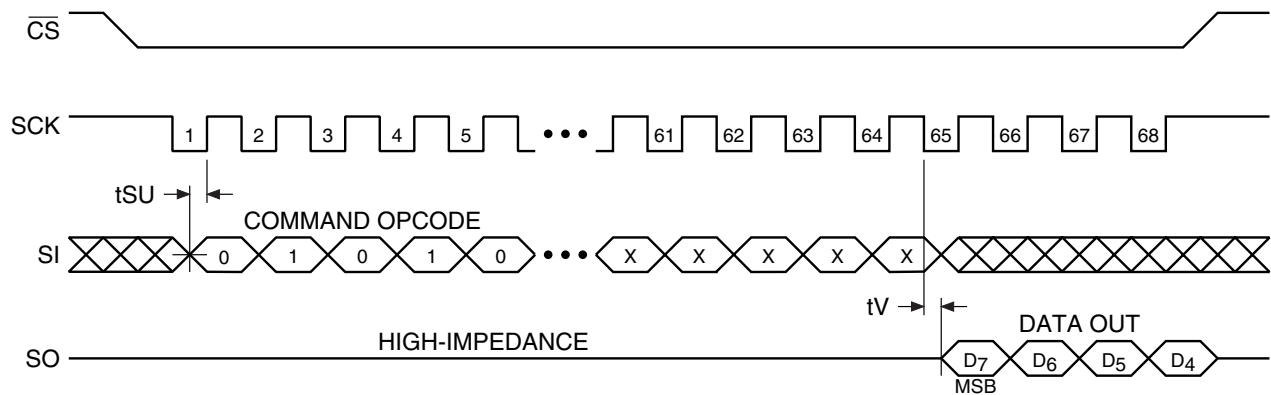 CS
SCK 1 2 3 4 5 ••• 61 62 63 64 65 66 67 68
tSU
COMMAND OPCODE
SI 0 1 0 1 0 ••• X X X X X
tV
HIGH-IMPEDANCE DATA OUT
SO D7 D6 D5 D4
MSB